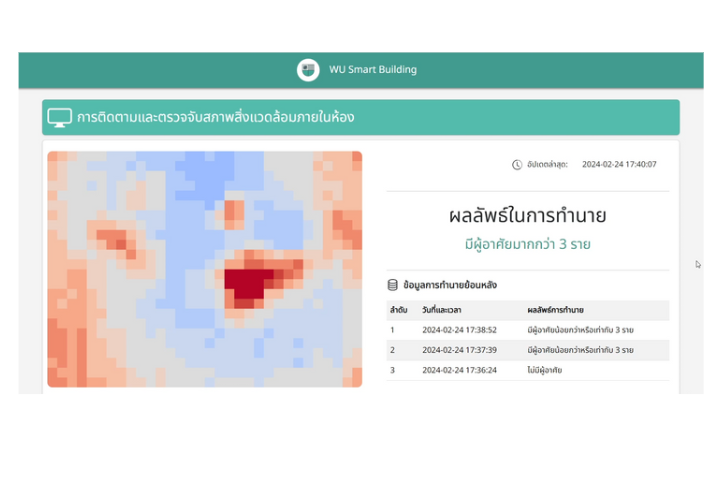 WU Smart Building
การติดตามและตรวจจับสภาพสิ่งแวดล้อมภายในห้อง
อัปเดตล่าสุด: 2024-02-24 17:40:07
ผลลัพธ์ในการทำนาย
มีผู้อาศัยมากกว่า 3 ราย
ข้อมูลการทำนายย้อนหลัง
ลำดับ วันที่และเวลา ผลลัพธ์การทำนาย
1 2024-02-24 17:38:52 มีผู้อาศัยน้อยกว่าหรือเท่ากับ 3 ราย
2 2024-02-24 17:37:39 มีผู้อาศัยน้อยกว่าหรือเท่ากับ 3 ราย
3 2024-02-24 17:36:24 ไม่มีผู้อาศัย